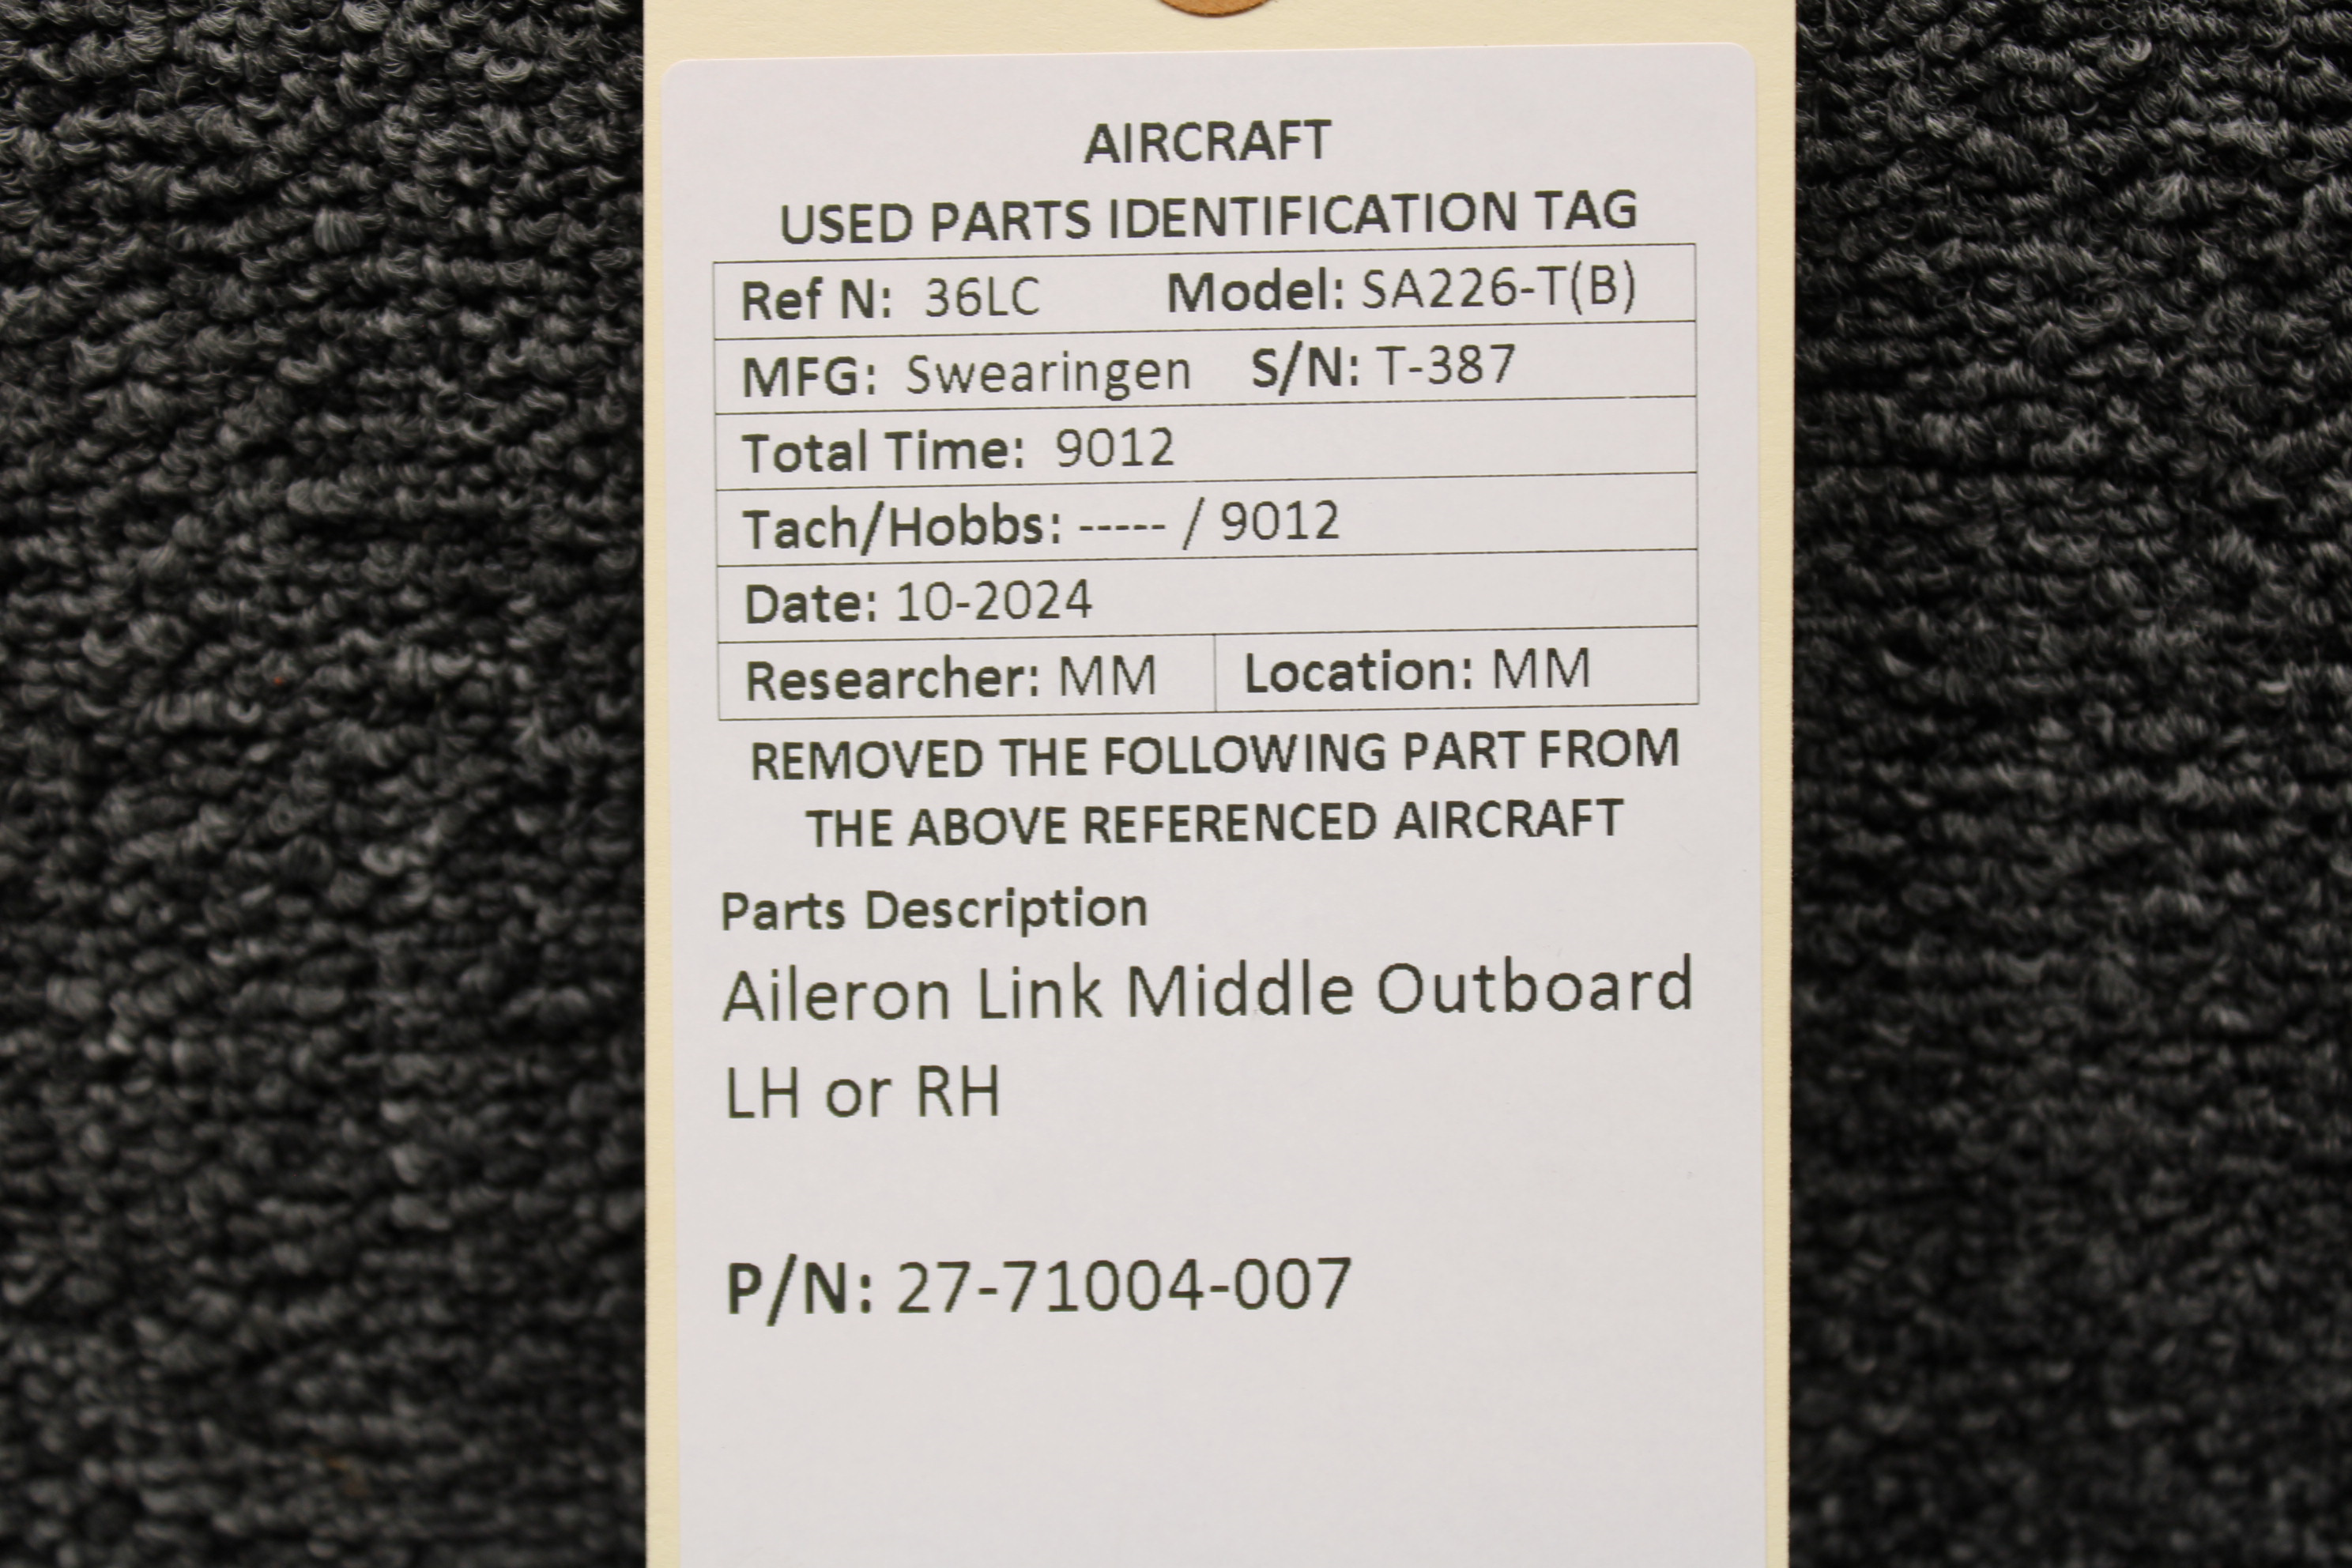 AIRCRAFT
USED PARTS IDENTIFICATION TAG
Ref N: 36LC Model: SA226-T(B)
MFG: Swearingen S/N: T-387
Total Time: 9012
Tach/Hobbs: ----- / 9012
Date: 10-2024
Researcher: MM Location: MM
REMOVED THE FOLLOWING PART FROM
THE ABOVE REFERENCED AIRCRAFT
Parts Description
Aileron Link Middle Outboard
LH or RH
P/N: 27-71004-007